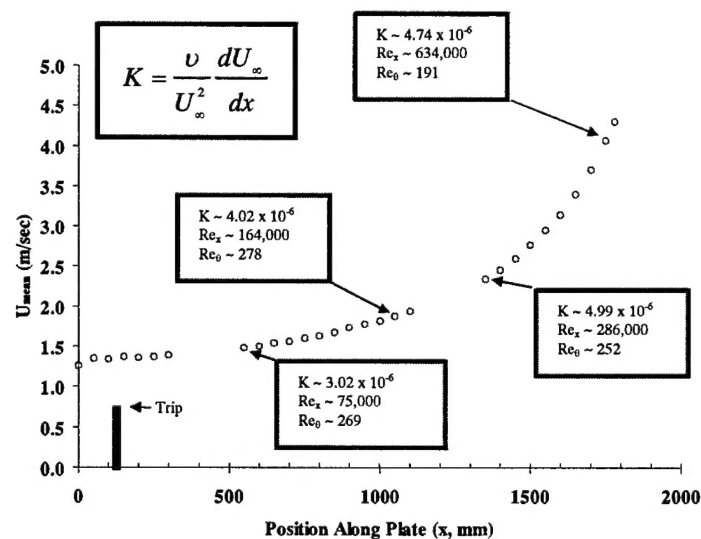 K ~ 4.74 x 10⁻⁶
Reₓ ~ 634,000
Re_θ ~ 191
K = υ/U∞² dU∞/dx
5.0
4.5
4.0
3.5
3.0
2.5
2.0
1.5
1.0
0.5
0.0
U_mean (m/sec)
K ~ 4.02 x 10⁻⁶
Reₓ ~ 164,000
Re_θ ~ 278
K ~ 4.99 x 10⁻⁶
Reₓ ~ 286,000
Re_θ ~ 252
K ~ 3.02 x 10⁻⁶
Reₓ ~ 75,000
Re_θ ~ 269
Trip
0 500 1000 1500 2000
Position Along Plate (x, mm)